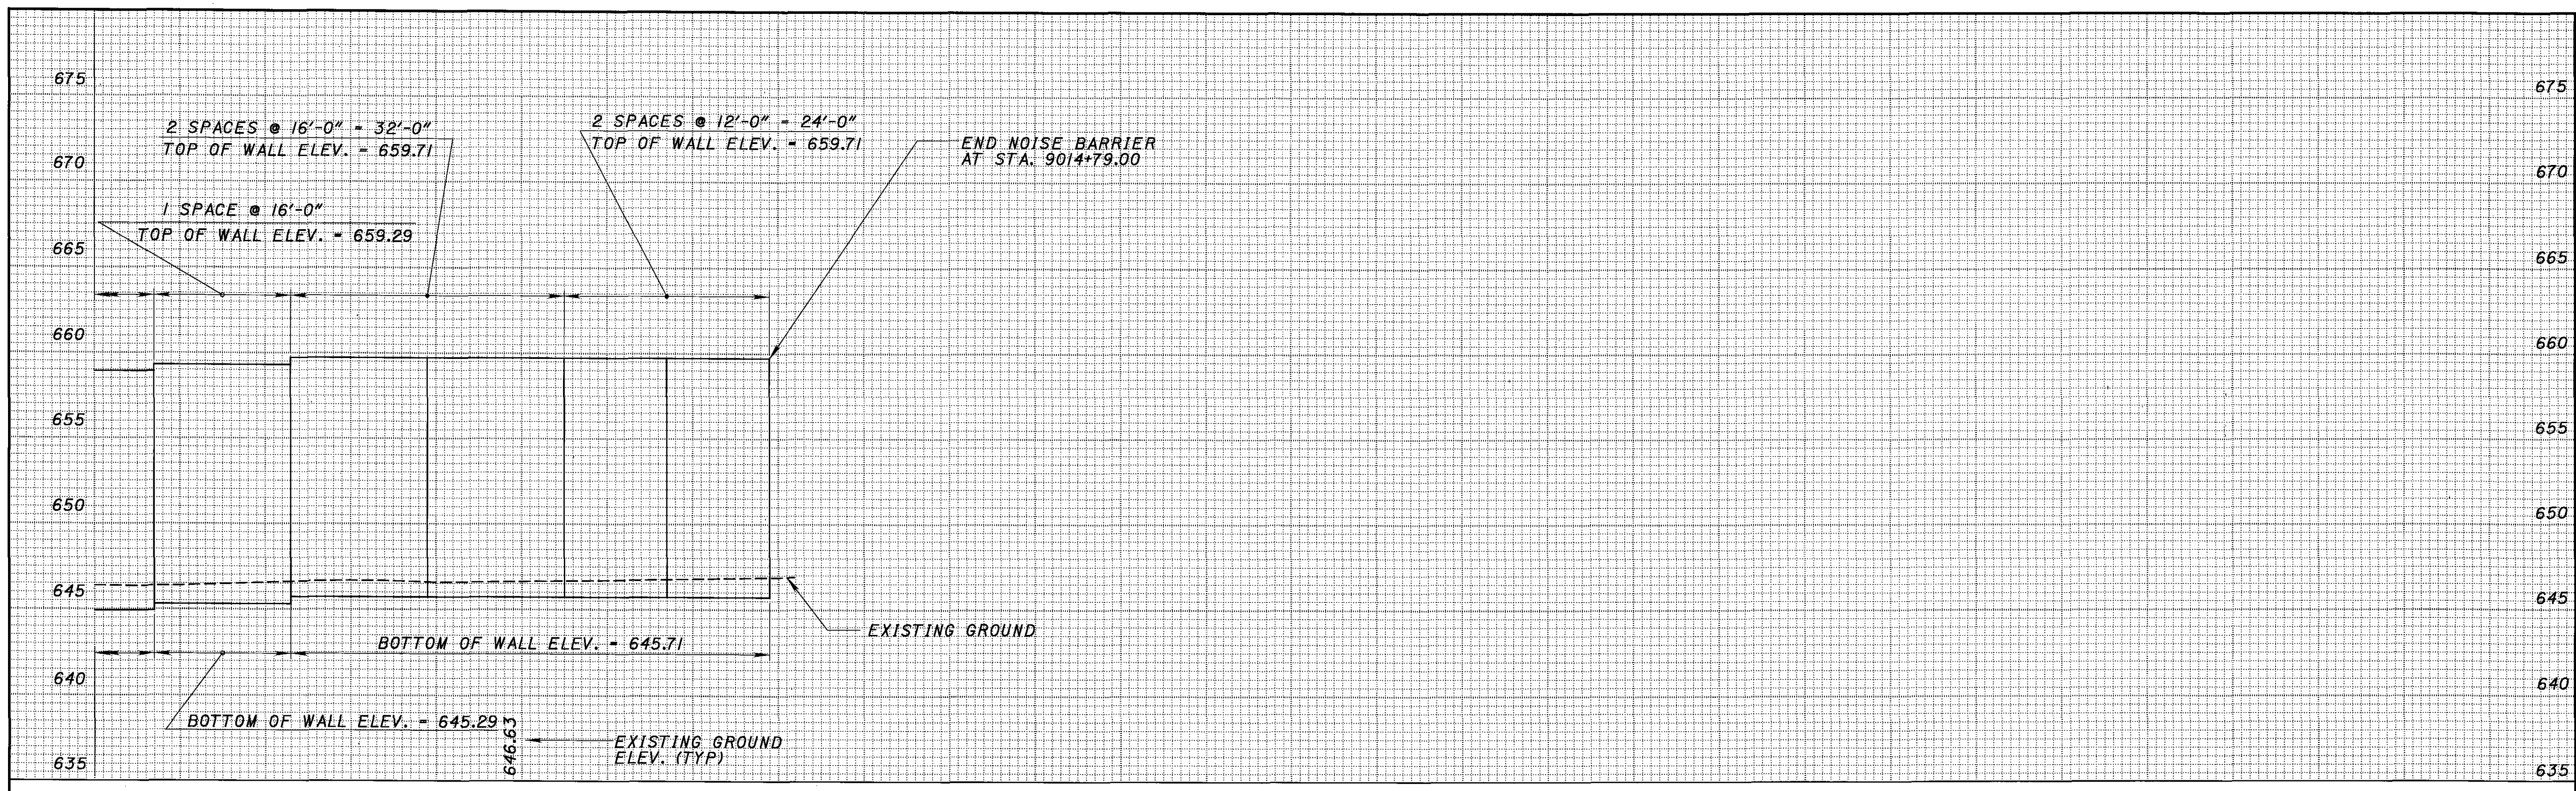 675
670
665
660
655
650
645
640
635
2 SPACES @ 16'-0" = 32'-0"
TOP OF WALL ELEV. = 659.71
1 SPACE @ 16'-0"
TOP OF WALL ELEV. = 659.29
2 SPACES @ 12'-0" = 24'-0"
TOP OF WALL ELEV. = 659.71
END NOISE BARRIER
AT STA. 9014+79.00
EXISTING GROUND
BOTTOM OF WALL ELEV. = 645.71
BOTTOM OF WALL ELEV. = 645.29
646.63
EXISTING GROUND
ELEV. (TYP)
675
670
665
660
655
650
645
640
635